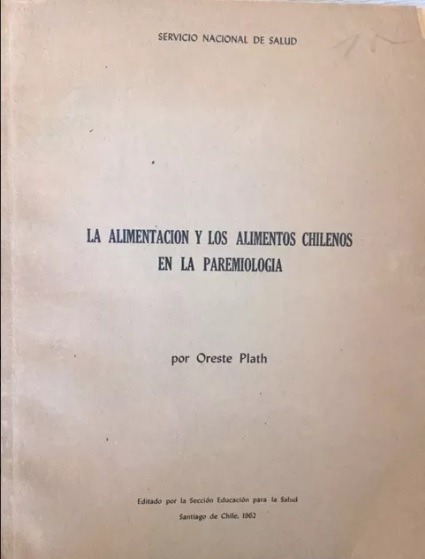 SERVICIO NACIONAL DE SALUD
LA ALIMENTACION Y LOS ALIMENTOS CHILENOS
EN LA PAREMIOLOGIA
por Oreste Plath
Editado por la Sección Educación para la Salud
Santiago de Chile, 1962